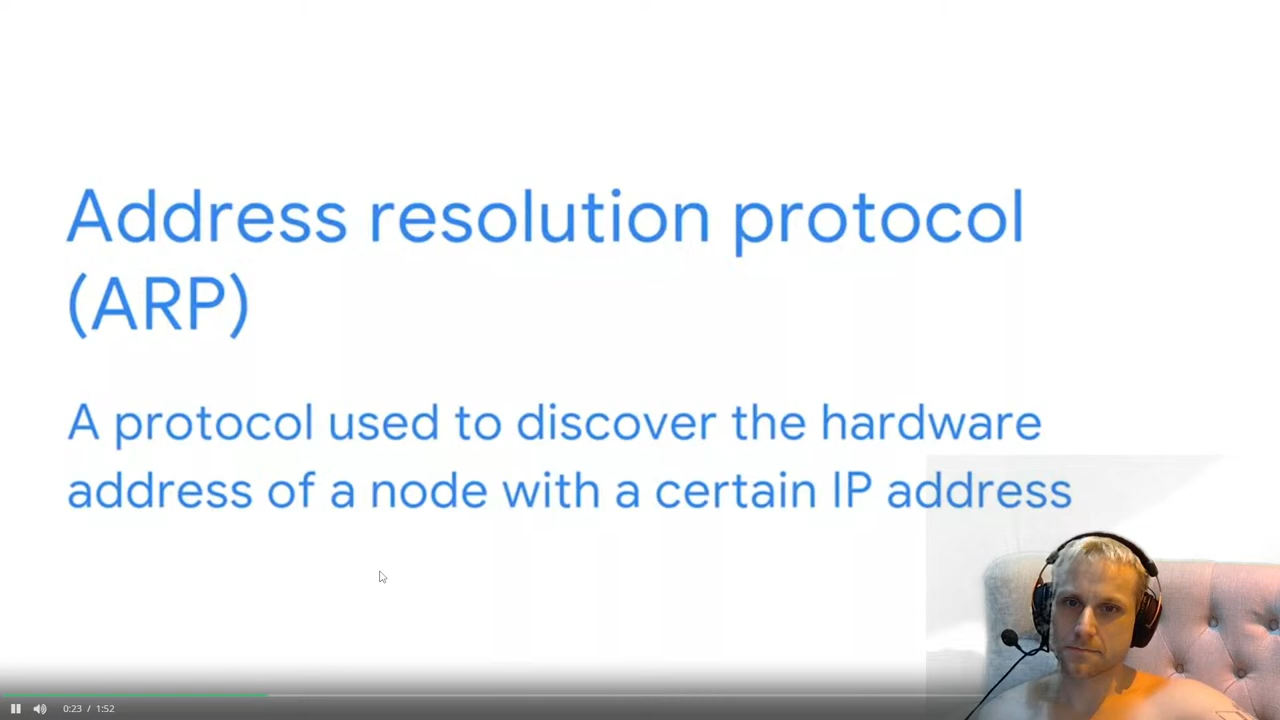 Address resolution protocol
(ARP)
A protocol used to discover the hardware
address of a node with a certain IP address
0:23 / 1:52